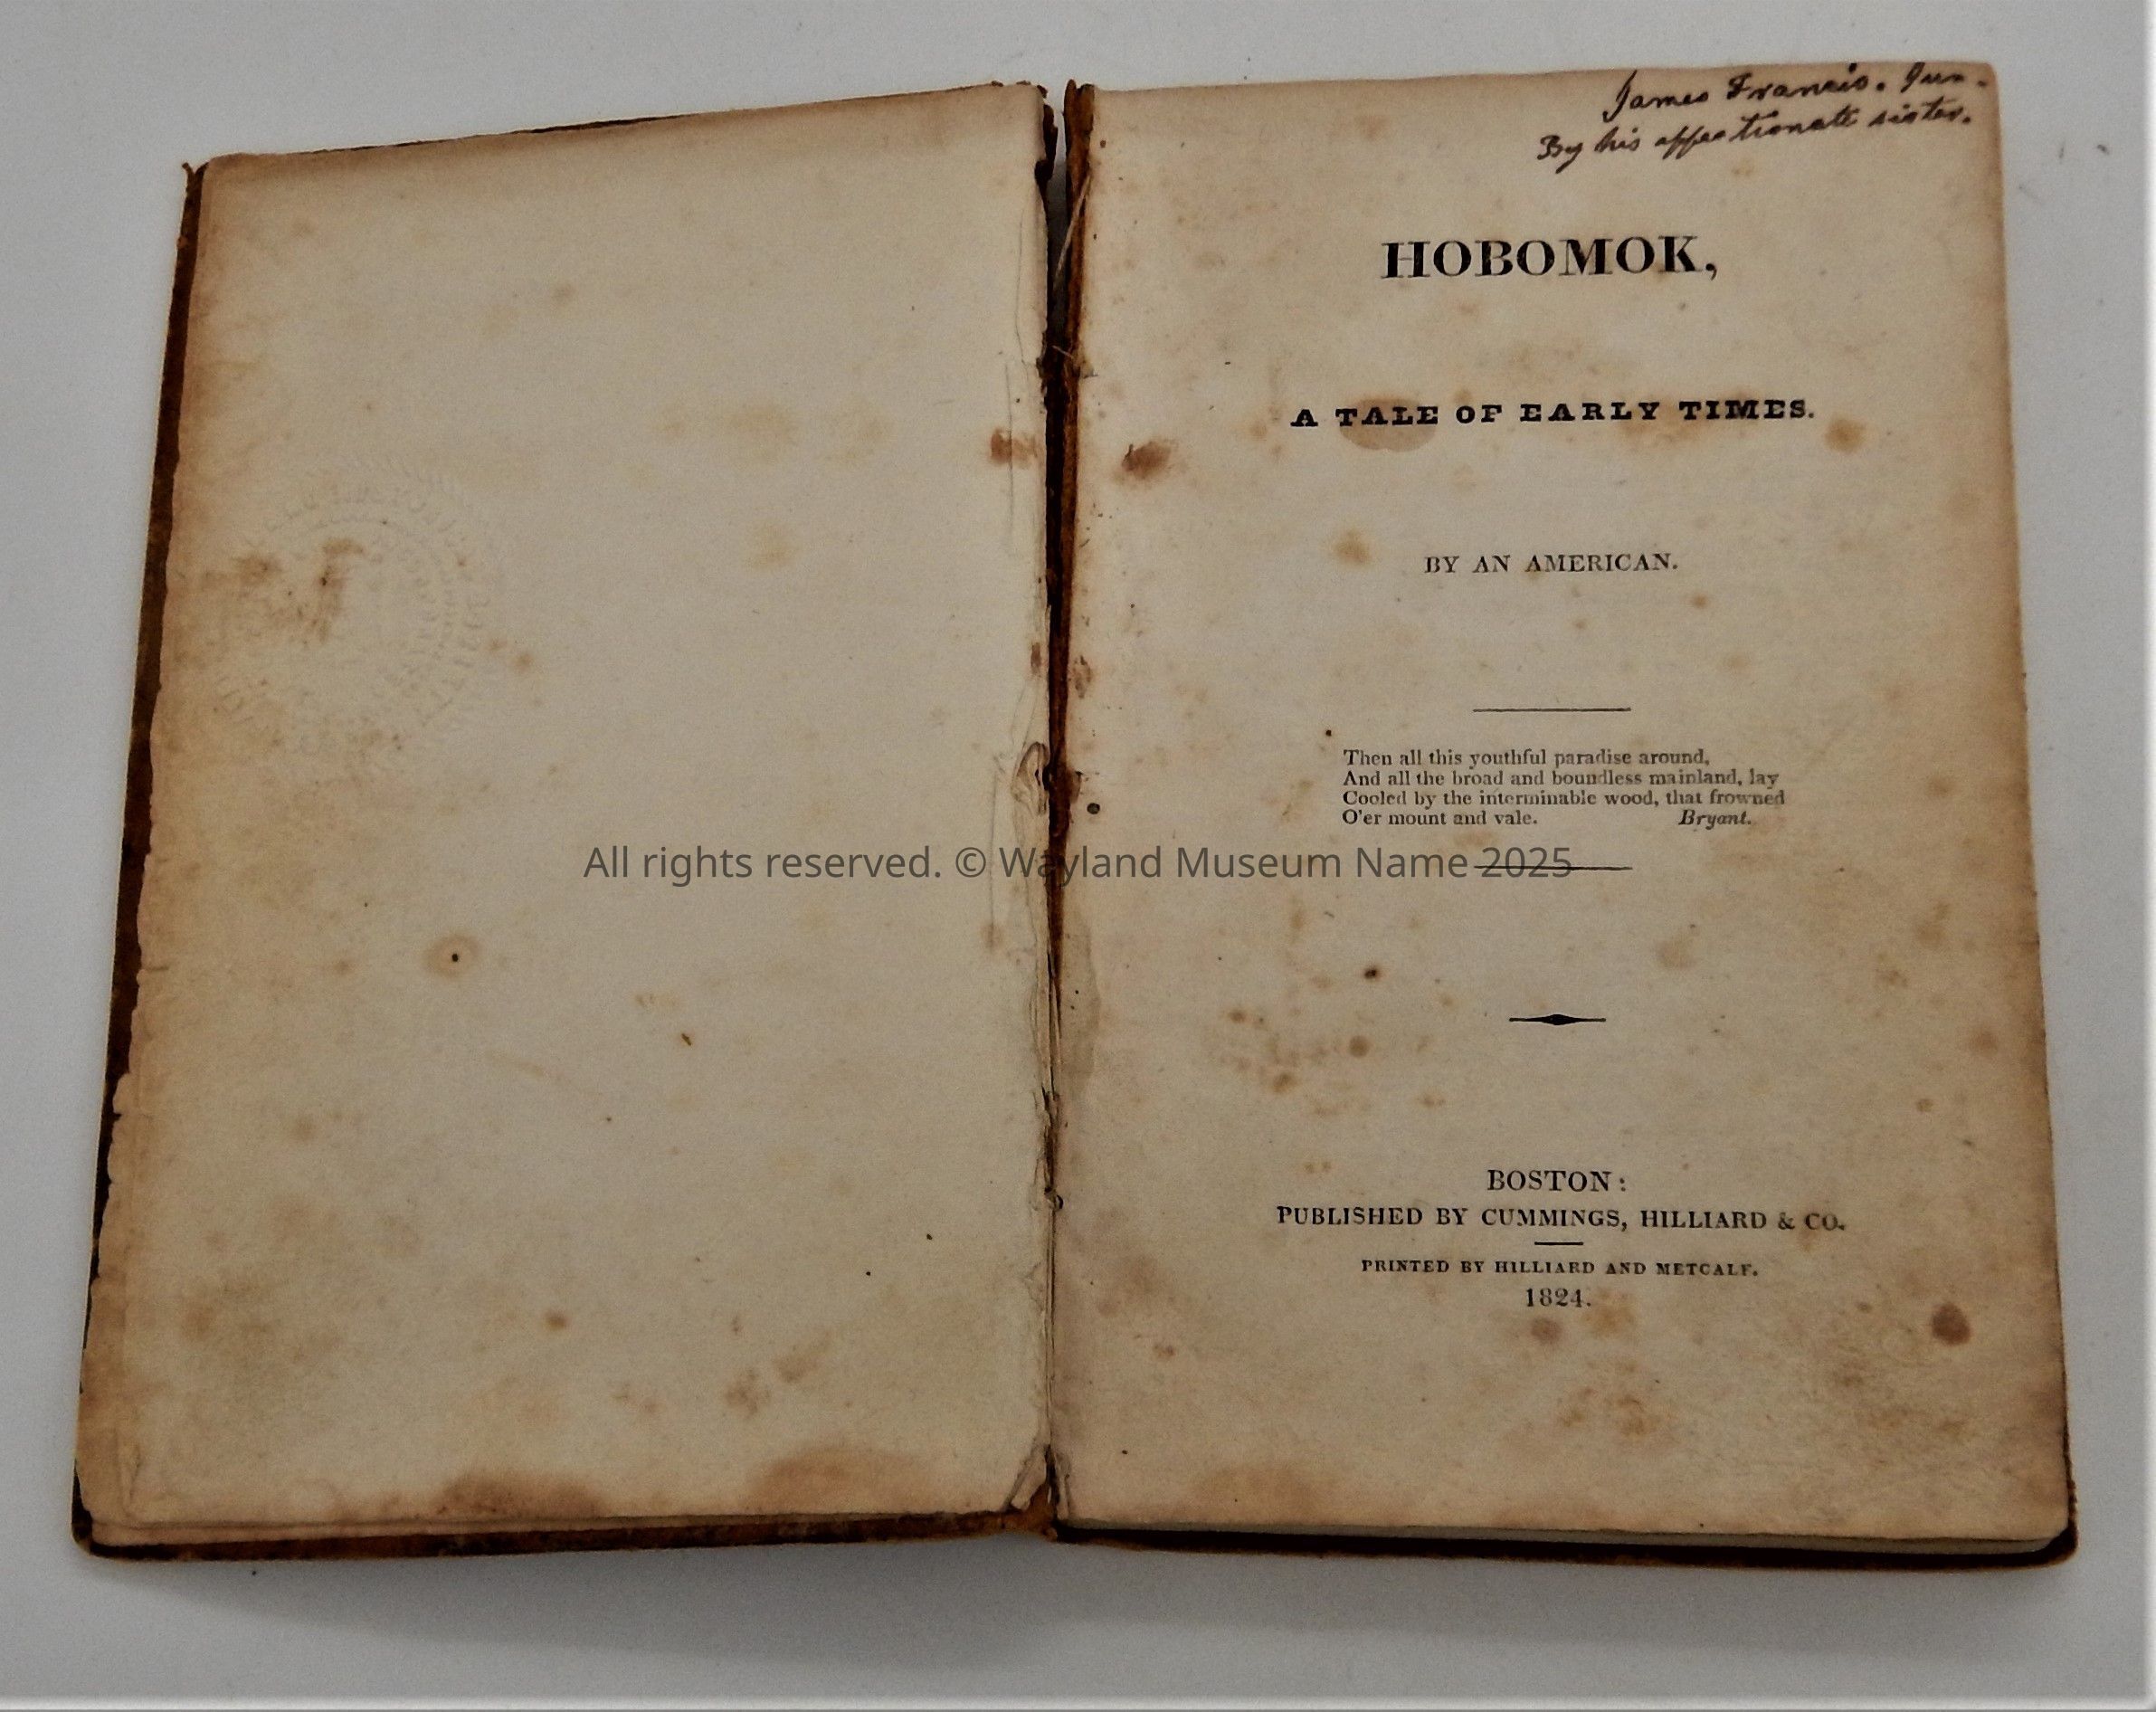 James Francis. Jun.
By his affectionate sister.
HOBOMOK,
A TALE OF EARLY TIMES.
BY AN AMERICAN.
Then all this youthful paradise around,
And all the broad and boundless mainland, lay
Cooled by the interminable wood, that frowned
O'er mount and vale. Bryant.
All rights reserved. © Wayland Museum Name 2025
BOSTON:
PUBLISHED BY CUMMINGS, HILLIARD & CO.
PRINTED BY HILLIARD AND METCALF.
1824.